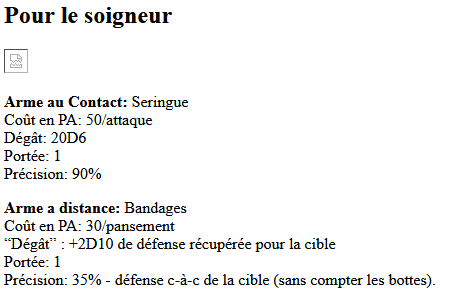 Pour le soigneur
Arme au Contact: Seringue
Coût en PA: 50/attaque
Dégât: 20D6
Portée: 1
Précision: 90%
Arme a distance: Bandages
Coût en PA: 30/pansement
“Dégât” : +2D10 de défense récupérée pour la cible
Portée: 1
Précision: 35% - défense c-à-c de la cible (sans compter les bottes).